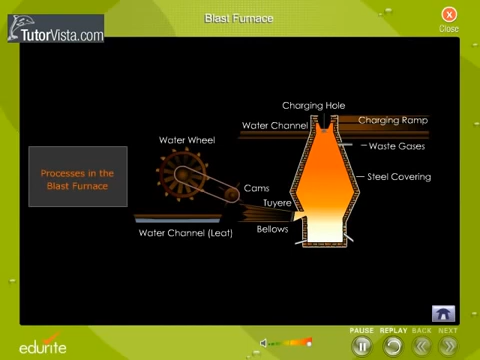 Blast Furnace
TutorVista.com
Close
Charging Hole
Charging Ramp
Water Channel
Water Wheel
Waste Gases
Processes in the
Blast Furnace
Steel Covering
Cams
Tuyere
Bellows
Water Channel (Leat)
PAUSE REPLAY BACK NEXT
edurite